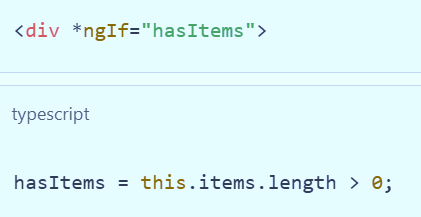 <div *ngIf="hasItems">
typescript
hasItems = this.items.length > 0;